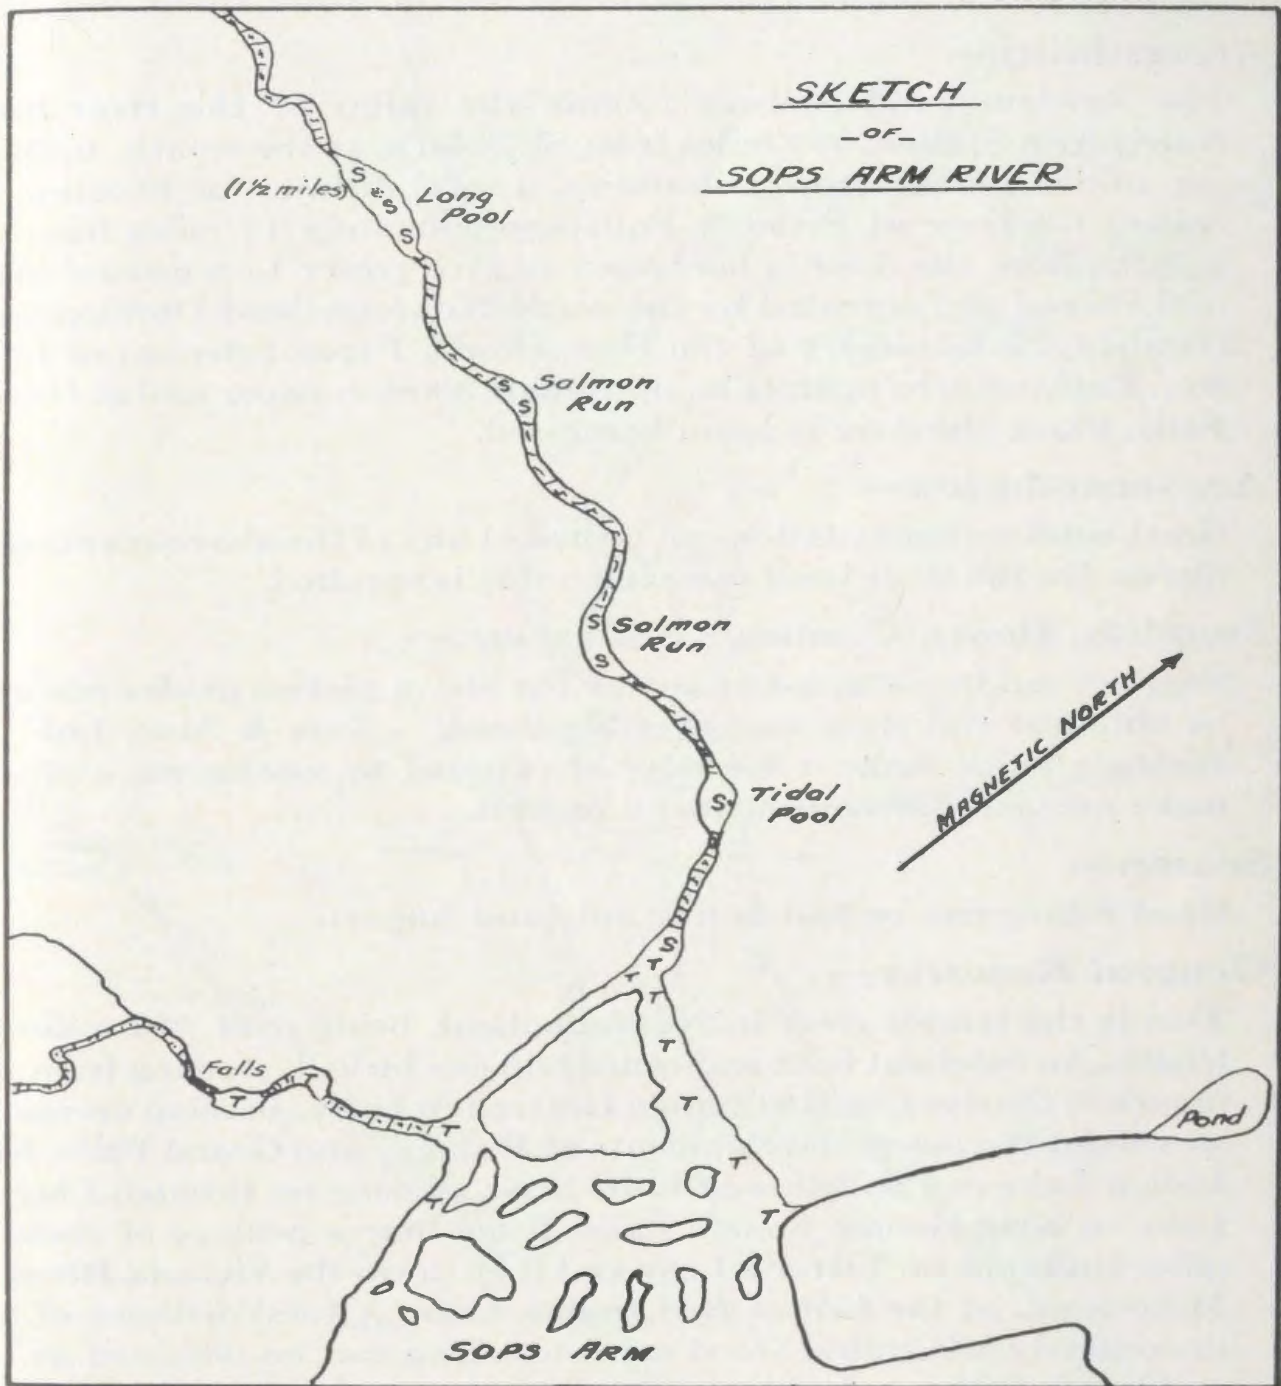 SKETCH
-OF-
SOPS ARM RIVER
(1½ miles)
S
*S
S
Long
Pool
S
S
Salmon
Run
S
S
Salmon
Run
MAGNETIC NORTH
S
Tidal
Pool
S
T
T
T
T
Falls
T
T
T
T
T
Pond
T
T
SOPS ARM